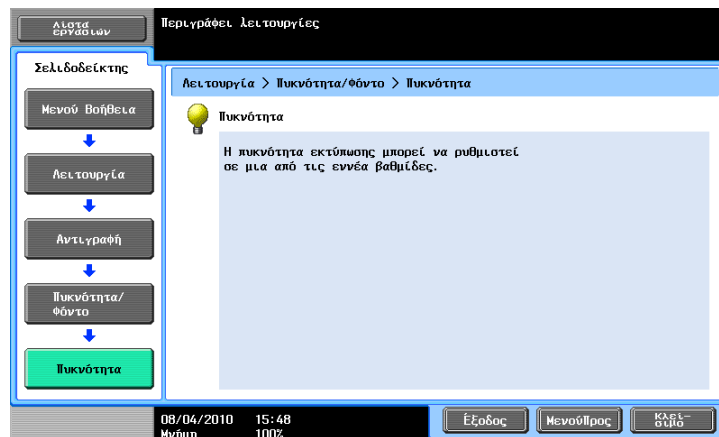 Λίστα
εργασιών
Περιγράφει λειτουργίες
Σελιδοδείκτης
Μενού Βοήθεια
Λειτουργία
Αντιγραφή
Πυκνότητα/
Φόντο
Πυκνότητα
Λειτουργία > Πυκνότητα/Φόντο > Πυκνότητα
Πυκνότητα
Η πυκνότητα εκτύπωσης μπορεί να ρυθμιστεί
σε μια από τις εννέα βαθμίδες.
08/04/2010 15:48
Μνήμη 100%
Έξοδος
ΜενούΠρος
Κλεί-
σιμο